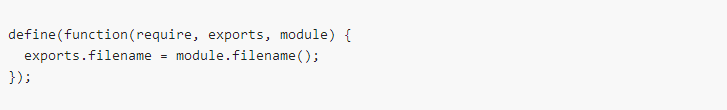 define(function(require, exports, module) {
  exports.filename = module.filename();
});